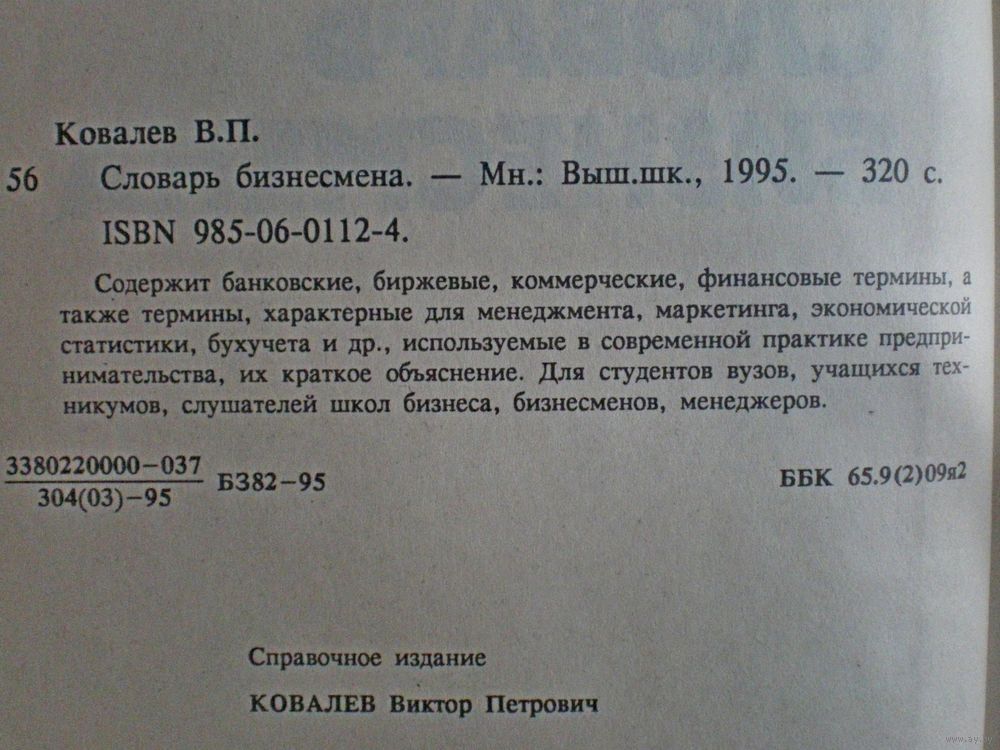 Ковалев В.П.
56 Словарь бизнесмена. — Мн.: Выш.шк., 1995. — 320 с.
ISBN 985-06-0112-4.
Содержит банковские, биржевые, коммерческие, финансовые термины, а
также термины, характерные для менеджмента, маркетинга, экономической
статистики, бухучета и др., используемые в современной практике предпри-
нимательства, их краткое объяснение. Для студентов вузов, учащихся тех-
никумов, слушателей школ бизнеса, бизнесменов, менеджеров.
3380220000–037
304(03)–95
БЗ82–95
ББК 65.9(2)09я2
Справочное издание
КОВАЛЕВ Виктор Петрович